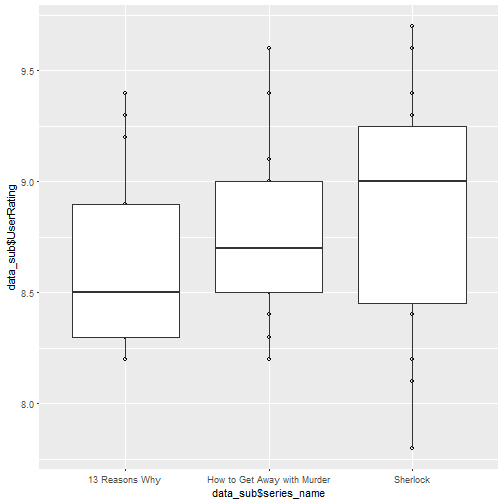 data_sub$UserRating
9.5
9.0
8.5
8.0
13 Reasons Why
How to Get Away with Murder
Sherlock
data_sub$series_name